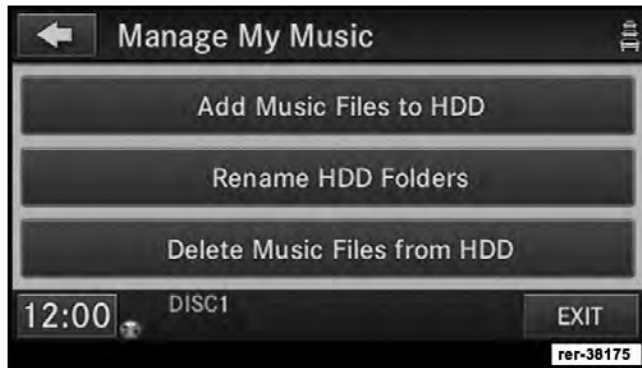 Manage My Music
Add Music Files to HDD
Rename HDD Folders
Delete Music Files from HDD
12:00 DISC1 EXIT
rer-38175